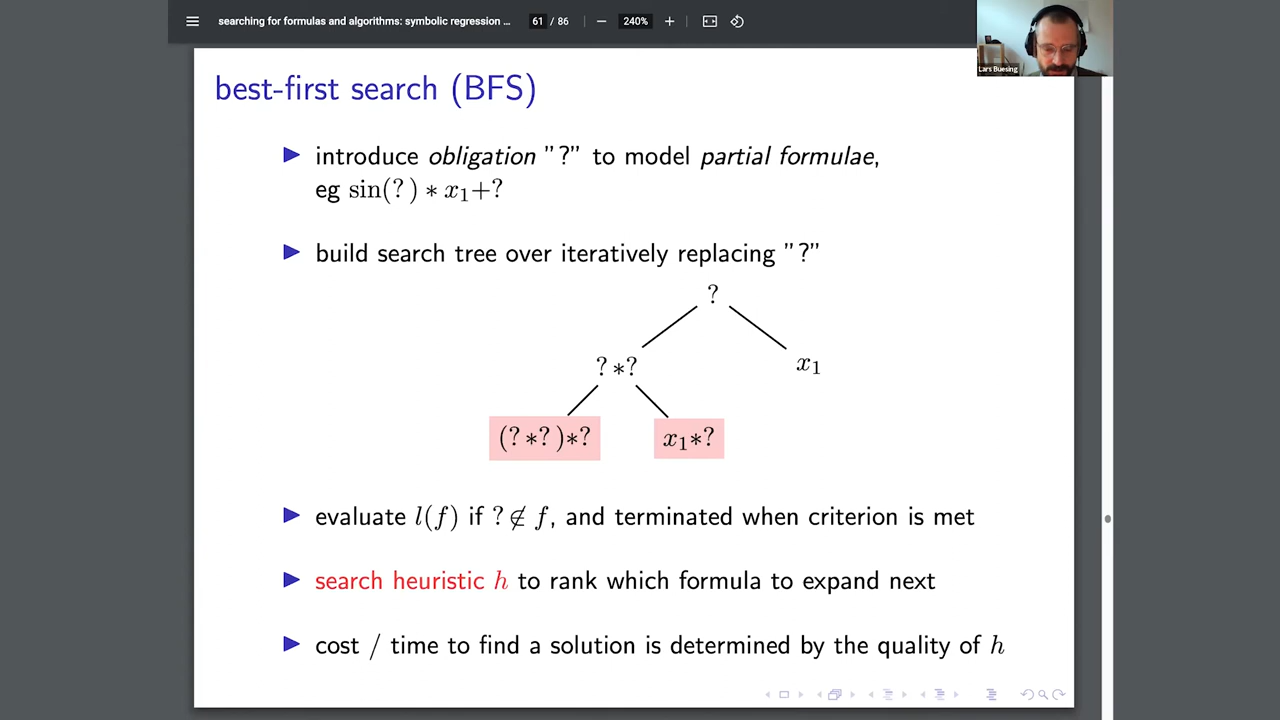 searching for formulas and algorithms: symbolic regression ...
61 / 86
240%
Lars Buesing
best-first search (BFS)
introduce obligation "?" to model partial formulae,
eg sin(?) ∗ x₁+?
build search tree over iteratively replacing "?"
?
? ∗?
x₁
(? ∗?)∗?
x₁∗?
evaluate l(f) if ? ∉ f, and terminated when criterion is met
search heuristic h to rank which formula to expand next
cost / time to find a solution is determined by the quality of h